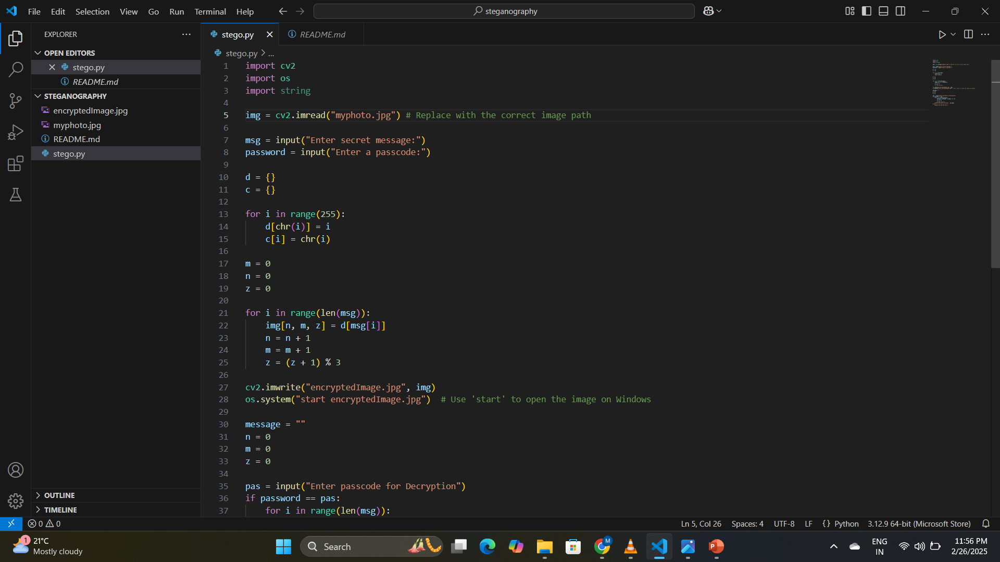 File Edit Selection View Go Run Terminal Help
steganography
EXPLORER
OPEN EDITORS
stego.py
README.md
STEGANOGRAPHY
encryptedImage.jpg
myphoto.jpg
README.md
stego.py
OUTLINE
TIMELINE
stego.py
README.md
stego.py > ...
1 import cv2
2 import os
3 import string
4
5 img = cv2.imread("myphoto.jpg") # Replace with the correct image path
6
7 msg = input("Enter secret message:")
8 password = input("Enter a passcode:")
9
10 d = {}
11 c = {}
12
13 for i in range(255):
14     d[chr(i)] = i
15     c[i] = chr(i)
16
17 m = 0
18 n = 0
19 z = 0
20
21 for i in range(len(msg)):
22     img[n, m, z] = d[msg[i]]
23     n = n + 1
24     m = m + 1
25     z = (z + 1) % 3
26
27 cv2.imwrite("encryptedImage.jpg", img)
28 os.system("start encryptedImage.jpg")  # Use 'start' to open the image on Windows
29
30 message = ""
31 n = 0
32 m = 0
33 z = 0
34
35 pas = input("Enter passcode for Decryption")
36 if password == pas:
37     for i in range(len(msg)):
0 0
Ln 5, Col 26 Spaces: 4 UTF-8 LF {} Python 3.12.9 64-bit (Microsoft Store)
1
21°C
Mostly cloudy
Search
M
P
ENG
IN
11:56 PM
2/26/2025